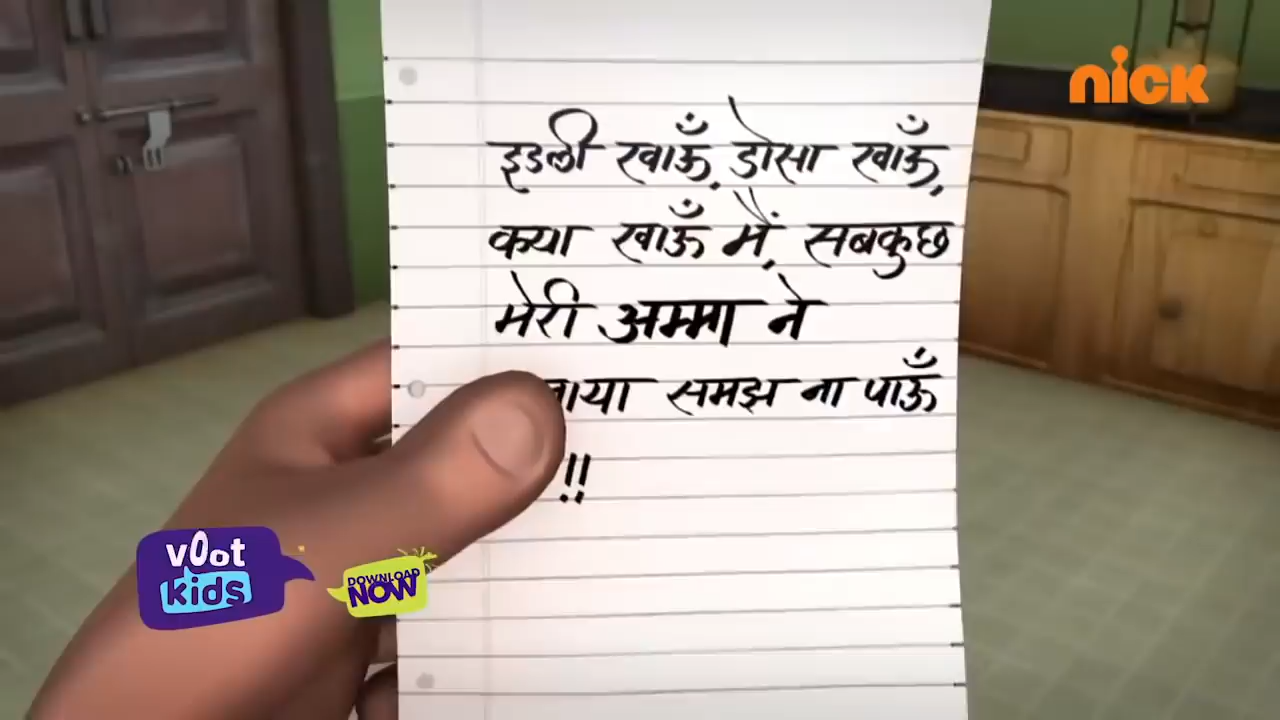 nick
इडली खाऊँ, डोसा खाऊँ,
क्या खाऊँ मैं, सबकुछ
मेरी अम्मा ने
समझ ना पाऊँ
!!
voot
kids
DOWNLOAD
NOW